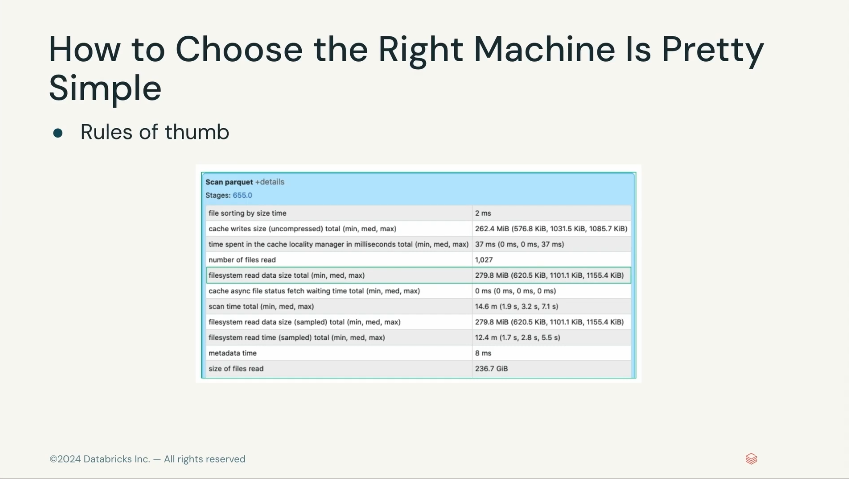 How to Choose the Right Machine Is Pretty
Simple
● Rules of thumb
Scan parquet +details
Stages: 655.0
file sorting by size time 2 ms
cache writes size (uncompressed) total (min, med, max) 262.4 MiB (576.8 KiB, 1031.5 KiB, 1085.7 KiB)
time spent in the cache locality manager in milliseconds total (min, med, max) 37 ms (0 ms, 0 ms, 37 ms)
number of files read 1,027
filesystem read data size total (min, med, max) 279.8 MiB (620.5 KiB, 1101.1 KiB, 1155.4 KiB)
cache async file status fetch waiting time total (min, med, max) 0 ms (0 ms, 0 ms, 0 ms)
scan time total (min, med, max) 14.6 m (1.9 s, 3.2 s, 7.1 s)
filesystem read data size (sampled) total (min, med, max) 279.8 MiB (620.5 KiB, 1101.1 KiB, 1155.4 KiB)
filesystem read time (sampled) total (min, med, max) 12.4 m (1.7 s, 2.8 s, 5.5 s)
metadata time 8 ms
size of files read 236.7 GiB
©2024 Databricks Inc. — All rights reserved